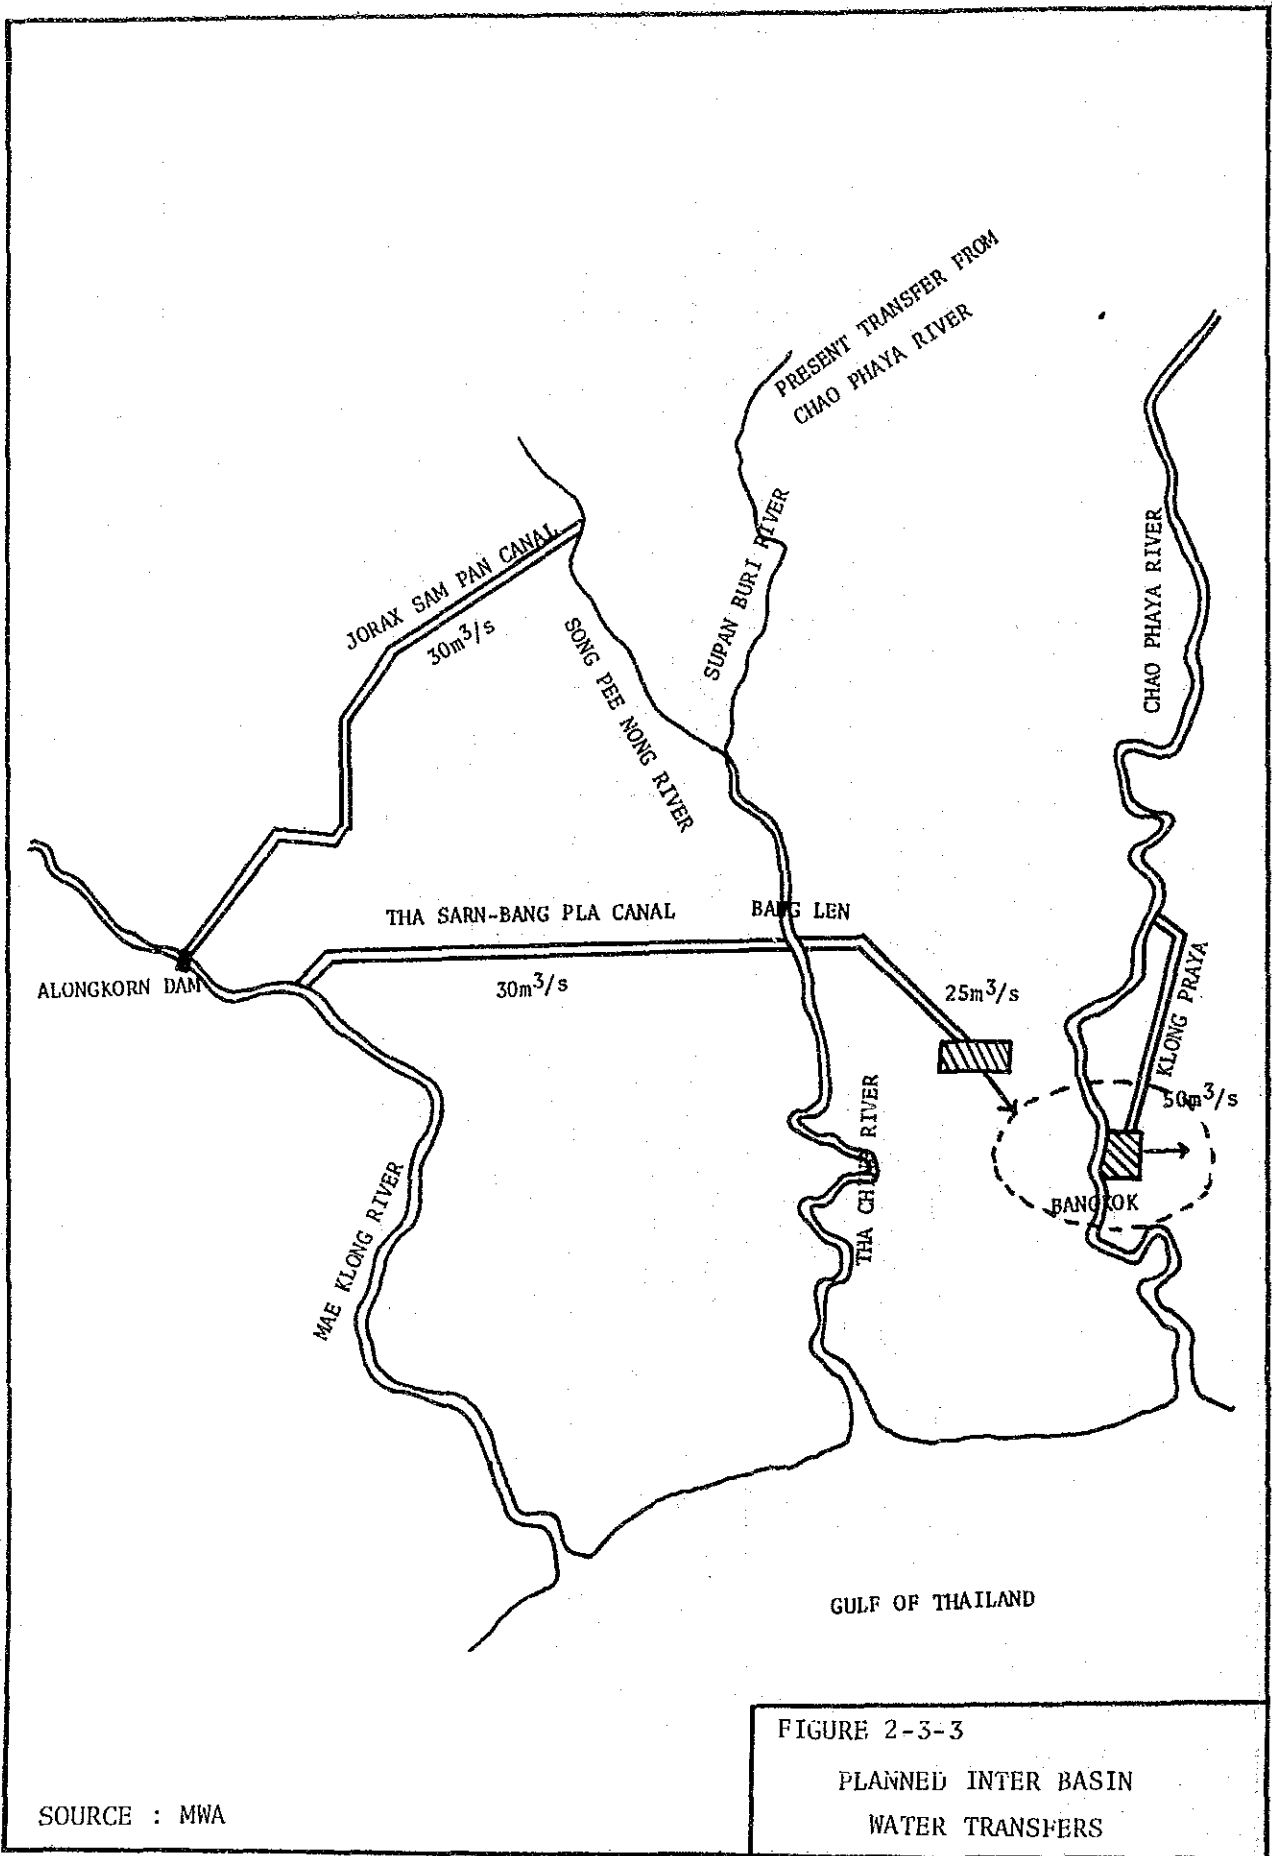 PRESENT TRANSFER FROM
CHAO PHAYA RIVER
JORAX SAM PAN CANAL
30m³/s
SONG PEE NONG RIVER
SUPAN BURI RIVER
CHAO PHAYA RIVER
THA SARN-BANG PLA CANAL
BANG LEN
30m³/s
ALONGKORN DAM
25m³/s
KLONG PRAYA
50m³/s
BANGKOK
MAE KLONG RIVER
THA CHING RIVER
GULF OF THAILAND
FIGURE 2-3-3
PLANNED INTER BASIN
WATER TRANSFERS
SOURCE : MWA